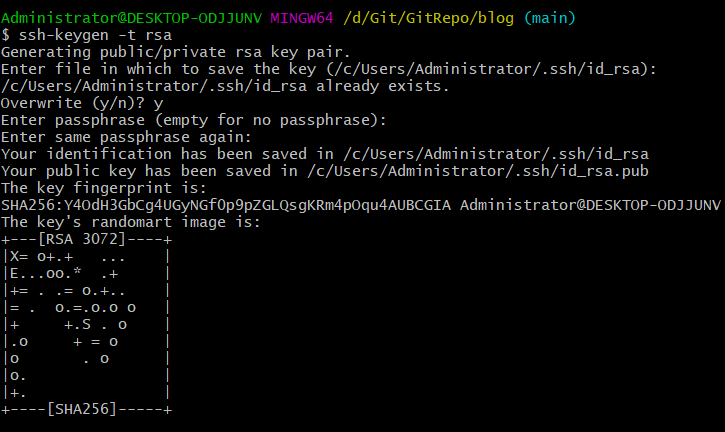 Administrator@DESKTOP-ODJJUNV MINGW64 /d/Git/GitRepo/blog (main)
$ ssh-keygen -t rsa
Generating public/private rsa key pair.
Enter file in which to save the key (/c/Users/Administrator/.ssh/id_rsa):
/c/Users/Administrator/.ssh/id_rsa already exists.
Overwrite (y/n)? y
Enter passphrase (empty for no passphrase):
Enter same passphrase again:
Your identification has been saved in /c/Users/Administrator/.ssh/id_rsa
Your public key has been saved in /c/Users/Administrator/.ssh/id_rsa.pub
The key fingerprint is:
SHA256:Y4OdH3GbCg4UGyNGfOp9pZGLQsgKRm4pOqu4AUBCGIA Administrator@DESKTOP-ODJJUNV
The key's randomart image is:
+---[RSA 3072]----+
|X= o+.+   ...    |
|E...oo.*  .+     |
|+= . .= o.+..    |
|= .  o.=.o.o o   |
|+     +.S . o    |
|.o     + = o     |
|o       . o      |
|o.               |
|+.               |
+----[SHA256]-----+